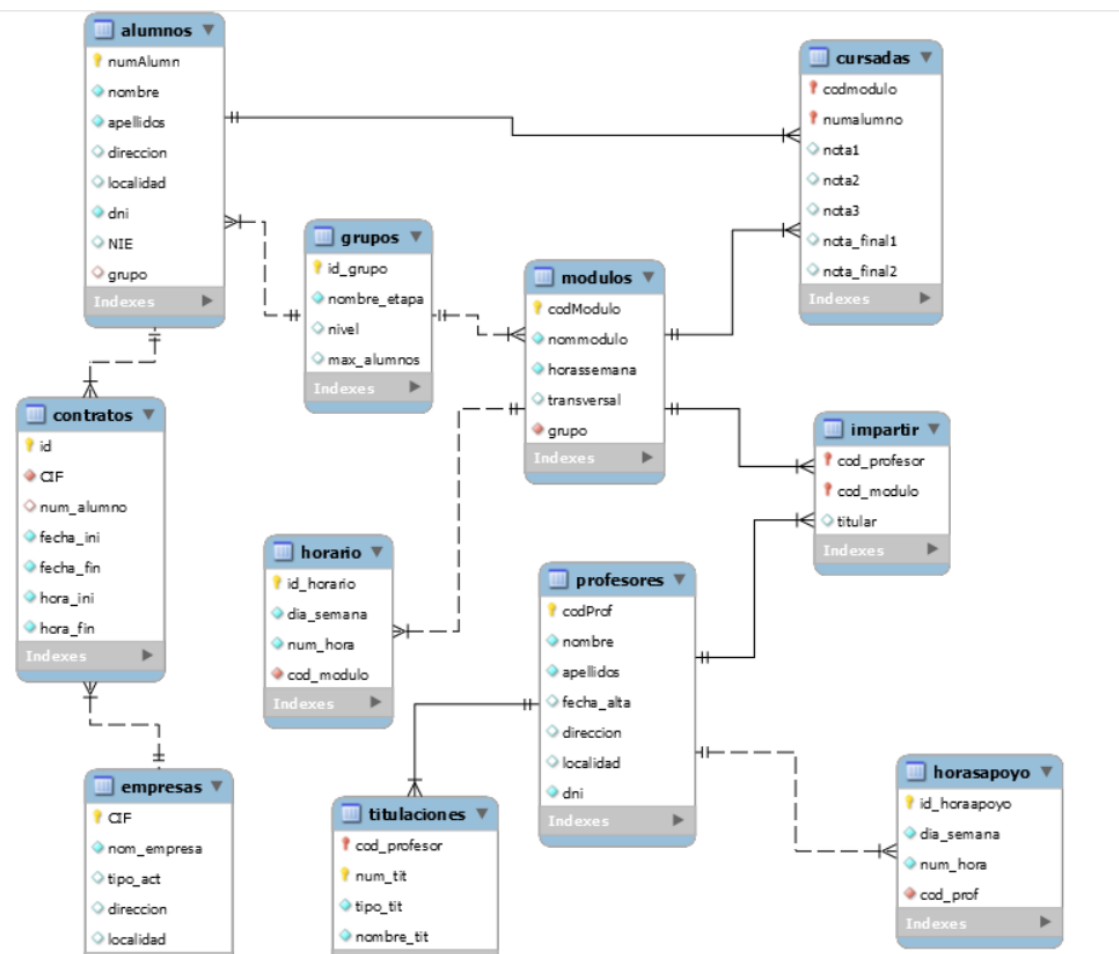 alumnos
numAlumn
nombre
apellidos
direccion
localidad
dni
NIE
grupo
Indexes
cursadas
codmodulo
numalumno
nota1
nota2
nota3
nota_final1
nota_final2
Indexes
grupos
id_grupo
nombre_etapa
nivel
max_alumnos
Indexes
modulos
codModulo
nommodulo
horassemana
transversal
grupo
Indexes
contratos
id
CIF
num_alumno
fecha_ini
fecha_fin
hora_ini
hora_fin
Indexes
impartir
cod_profesor
cod_modulo
titular
Indexes
horario
id_horario
dia_semana
num_hora
cod_modulo
Indexes
profesores
codProf
nombre
apellidos
fecha_alta
direccion
localidad
dni
Indexes
empresas
CIF
nom_empresa
tipo_act
direccion
localidad
titulaciones
cod_profesor
num_tit
tipo_tit
nombre_tit
horasapoyo
id_horaapoyo
dia_semana
num_hora
cod_prof
Indexes